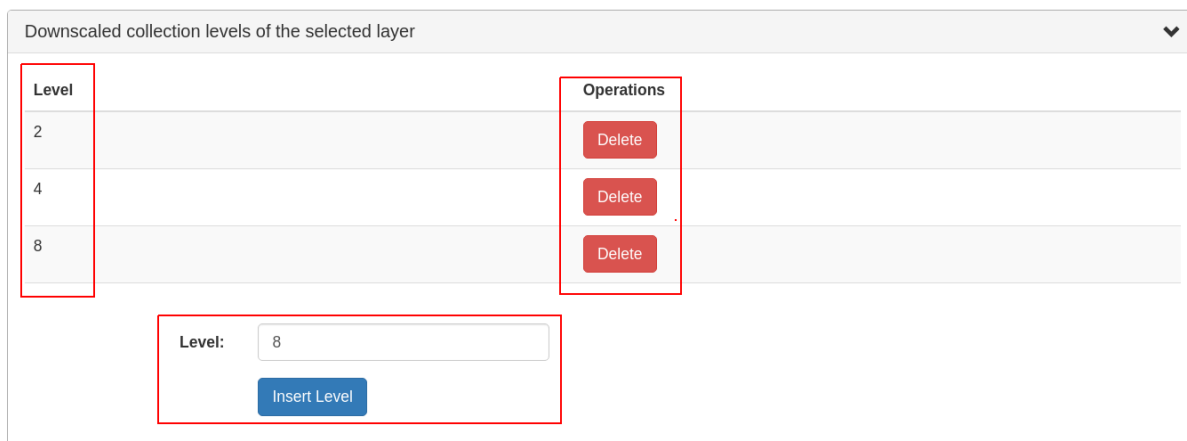 Downscaled collection levels of the selected layer
Level Operations
2 Delete
4 Delete
8 Delete
Level: 8
Insert Level